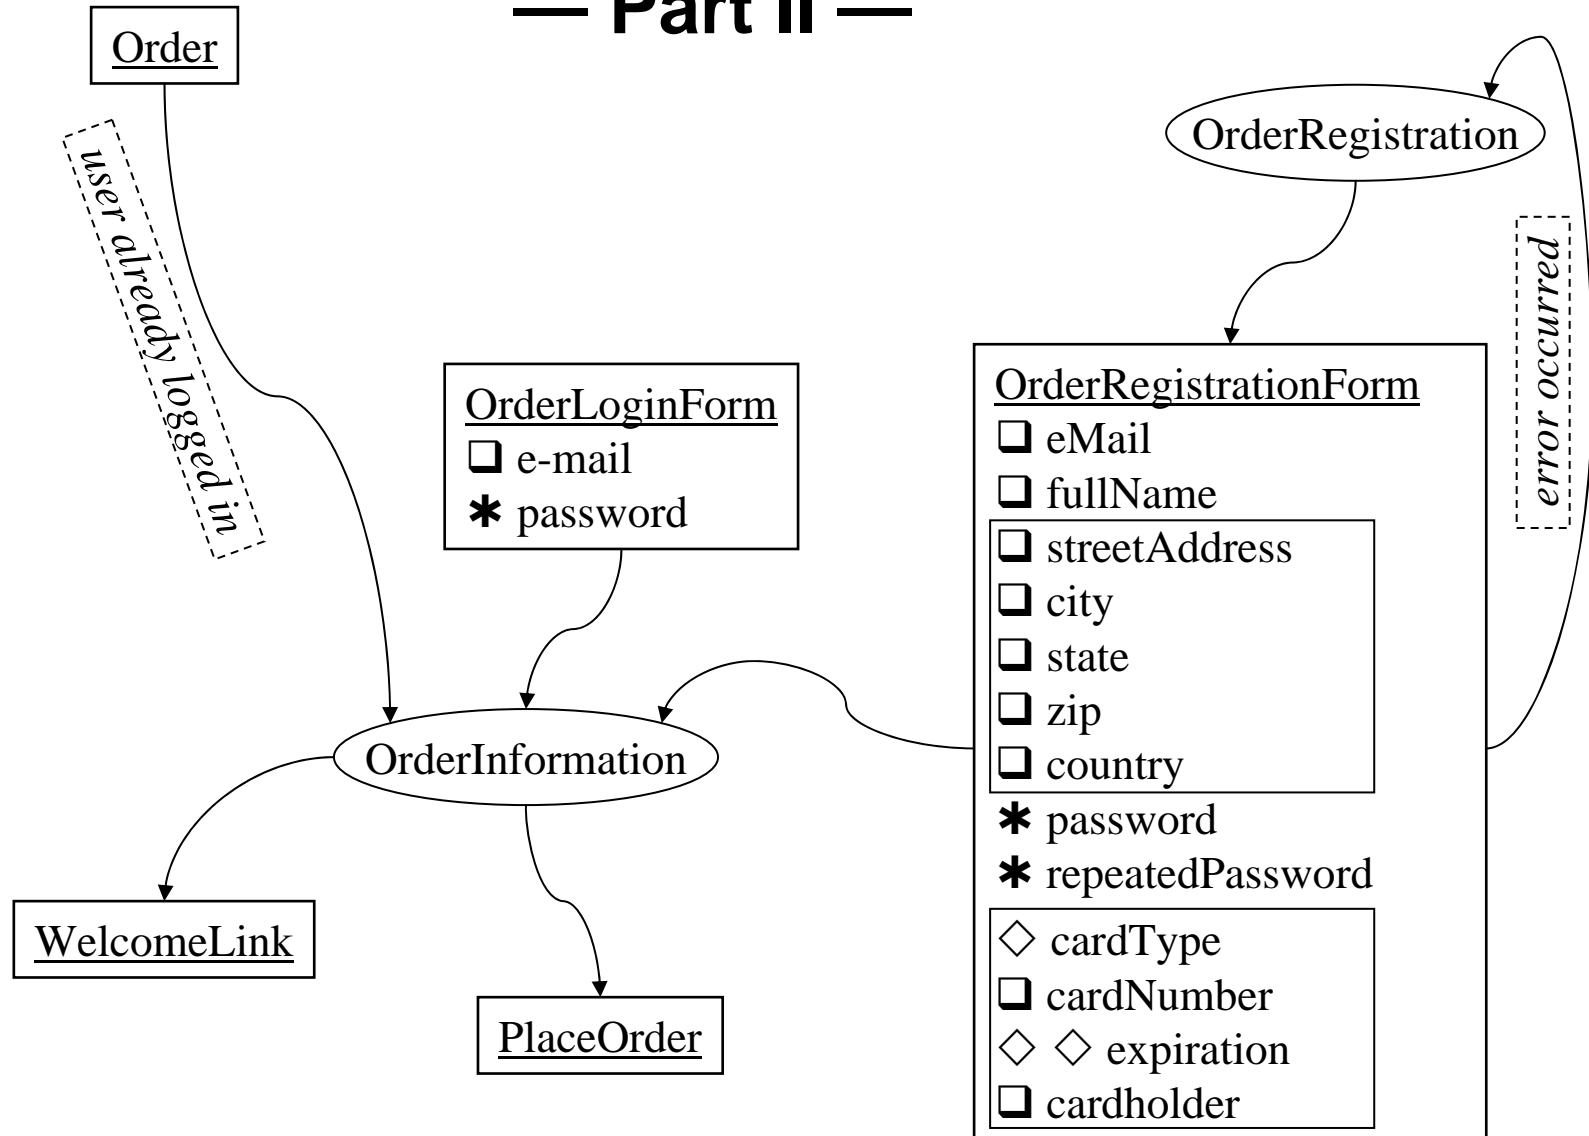 — Part II —
Order
user already logged in
OrderRegistration
error occurred
OrderLoginForm
❑ e-mail
✱ password
OrderRegistrationForm
❑ eMail
❑ fullName
❑ streetAddress
❑ city
❑ state
❑ zip
❑ country
✱ password
✱ repeatedPassword
◇ cardType
❑ cardNumber
◇ ◇ expiration
❑ cardholder
OrderInformation
WelcomeLink
PlaceOrder